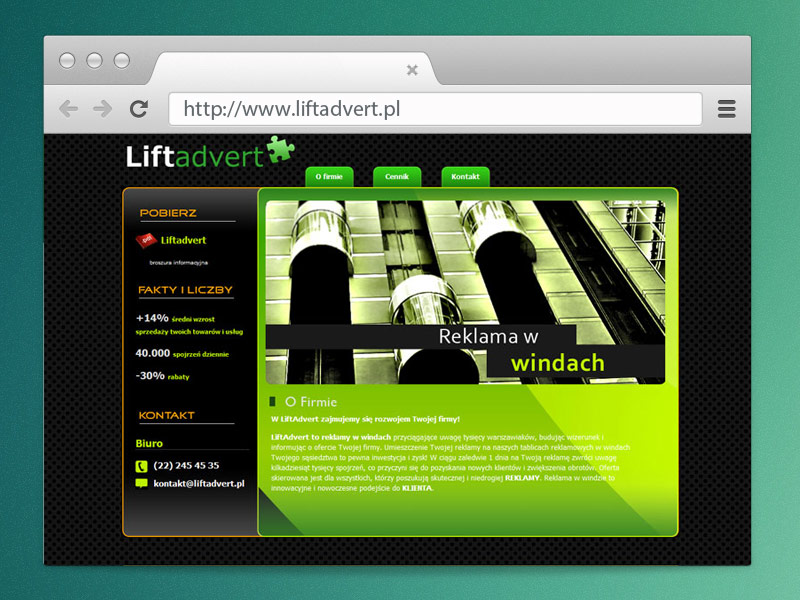 http://www.liftadvert.pl
Liftadvert
O firmie
Cennik
Kontakt
POBIERZ
pdf
Liftadvert
broszura informacyjna
FAKTY I LICZBY
+14% średni wzrost
sprzedaży twoich towarów i usług
40.000 spojrzeń dziennie
-30% rabaty
KONTAKT
Biuro
(22) 245 45 35
kontakt@liftadvert.pl
Reklama w
windach
O Firmie
W LiftAdvert zajmujemy się rozwojem Twojej firmy!
LiftAdvert to reklamy w windach przyciągające uwagę tysięcy warszawiaków, budując wizerunek i
informując o ofercie Twojej firmy. Umieszczenie Twojej reklamy na naszych tablicach reklamowych w windach
Twojego sąsiedztwa to pewna inwestycja i zysk! W ciągu zaledwie 1 dnia na Twoją reklamę zwróci uwagę
kilkadziesiąt tysięcy spojrzeń, co przyczyni się do pozyskania nowych klientów i zwiększenia obrotów. Oferta
skierowana jest dla wszystkich, którzy poszukują skutecznej i niedrogiej REKLAMY. Reklama w windzie to
innowacyjne i nowoczesne podejście do KLIENTA.